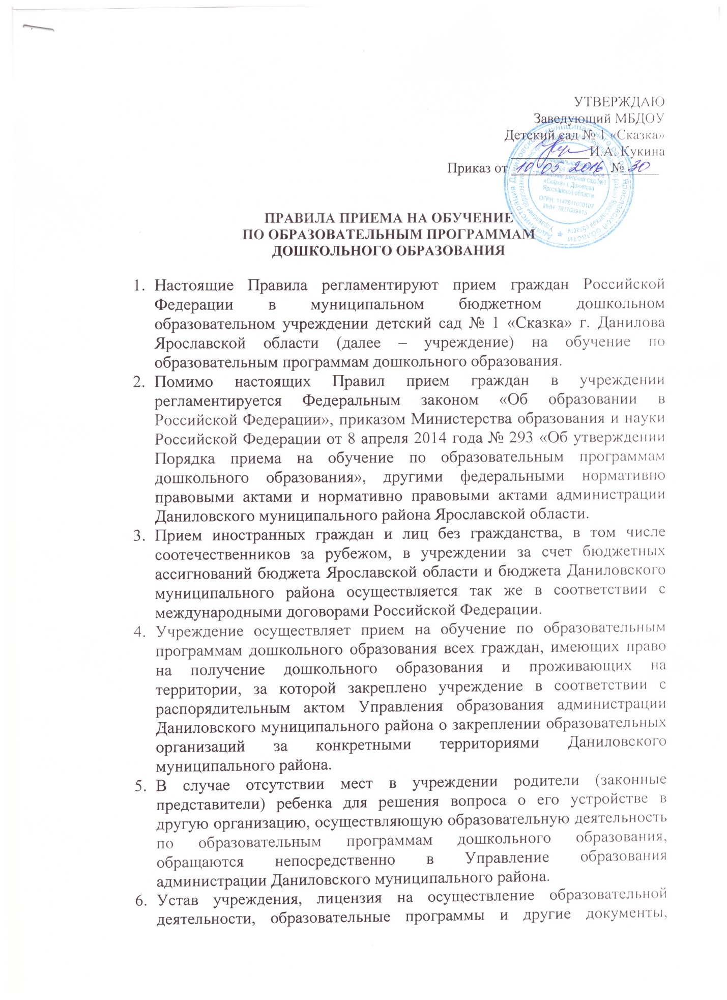 УТВЕРЖДАЮ
Заведующий МБДОУ
Детский сад № 1 «Сказка»
И.А. Кукина
Приказ от 10.05.2016 № 30
Муниципальное
учреждение детский сад №1
«Сказка» г. Данилова
Ярославской области
ОГРН: 1147611000107
ИНН: 7617009415
ПРАВИЛА ПРИЕМА НА ОБУЧЕНИЕ
ПО ОБРАЗОВАТЕЛЬНЫМ ПРОГРАММАМ
ДОШКОЛЬНОГО ОБРАЗОВАНИЯ
1. Настоящие Правила регламентируют прием граждан Российской
Федерации в муниципальном бюджетном дошкольном
образовательном учреждении детский сад № 1 «Сказка» г. Данилова
Ярославской области (далее – учреждение) на обучение по
образовательным программам дошкольного образования.
2. Помимо настоящих Правил прием граждан в учреждении
регламентируется Федеральным законом «Об образовании в
Российской Федерации», приказом Министерства образования и науки
Российской Федерации от 8 апреля 2014 года № 293 «Об утверждении
Порядка приема на обучение по образовательным программам
дошкольного образования», другими федеральными нормативно
правовыми актами и нормативно правовыми актами администрации
Даниловского муниципального района Ярославской области.
3. Прием иностранных граждан и лиц без гражданства, в том числе
соотечественников за рубежом, в учреждении за счет бюджетных
ассигнований бюджета Ярославской области и бюджета Даниловского
муниципального района осуществляется так же в соответствии с
международными договорами Российской Федерации.
4. Учреждение осуществляет прием на обучение по образовательным
программам дошкольного образования всех граждан, имеющих право
на получение дошкольного образования и проживающих на
территории, за которой закреплено учреждение в соответствии с
распорядительным актом Управления образования администрации
Даниловского муниципального района о закреплении образовательных
организаций за конкретными территориями Даниловского
муниципального района.
5. В случае отсутствии мест в учреждении родители (законные
представители) ребенка для решения вопроса о его устройстве в
другую организацию, осуществляющую образовательную деятельность
по образовательным программам дошкольного образования,
обращаются непосредственно в Управление образования
администрации Даниловского муниципального района.
6. Устав учреждения, лицензия на осуществление образовательной
деятельности, образовательные программы и другие документы,